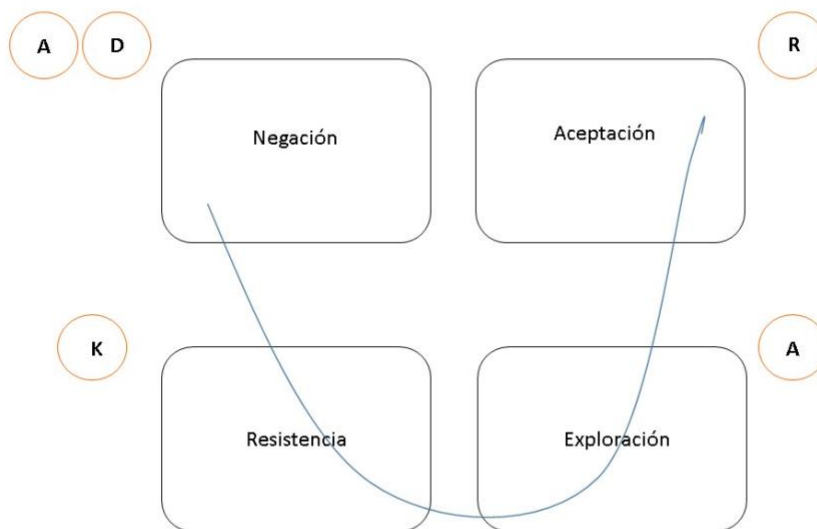 A D
R
Negación
Aceptación
K
A
Resistencia
Exploración